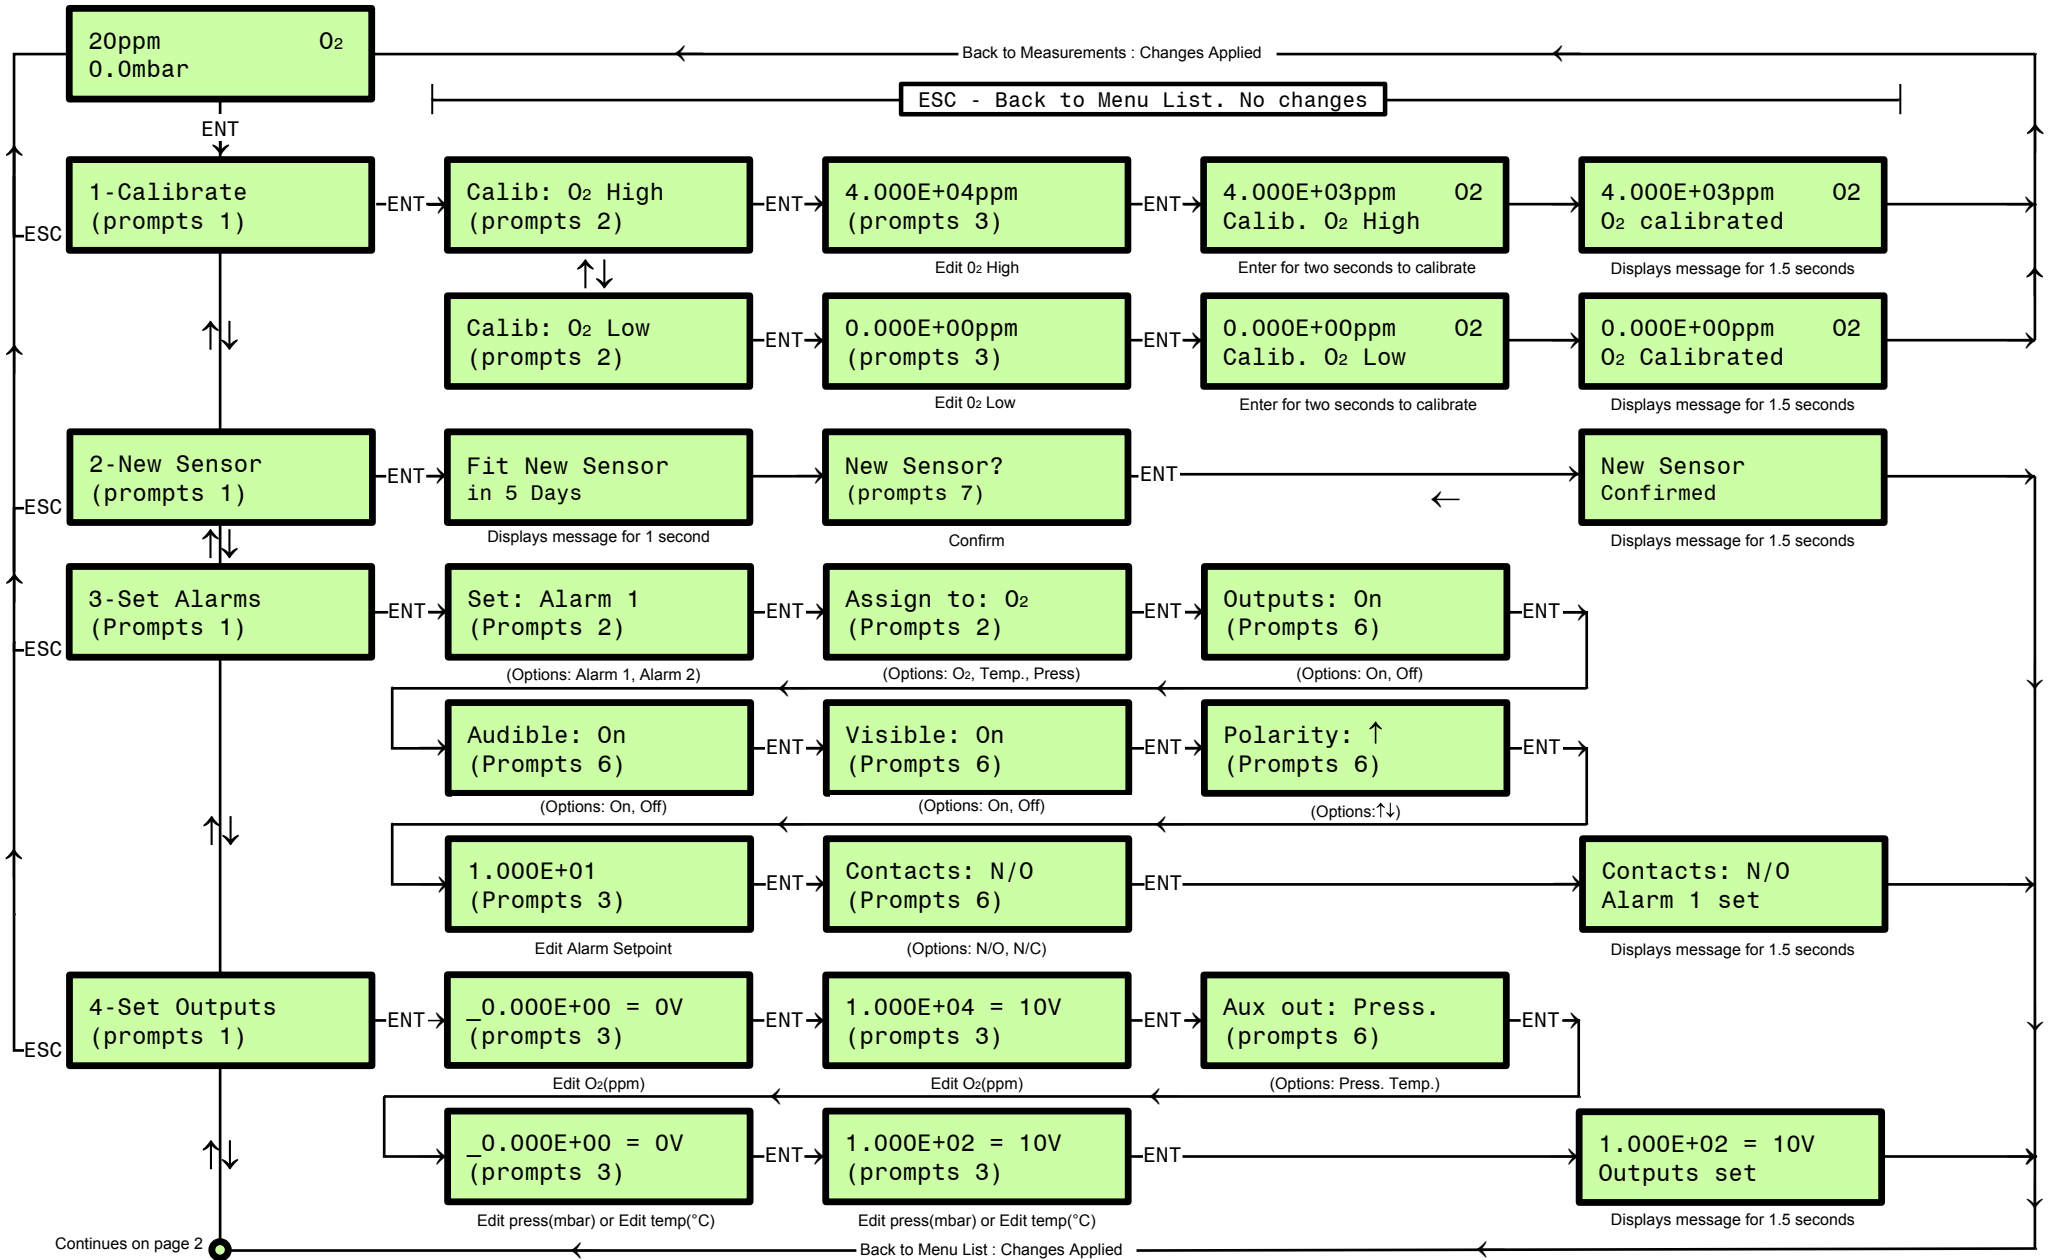 20ppm O₂
0.0mbar
Back to Measurements : Changes Applied
ESC - Back to Menu List. No changes
ENT
1-Calibrate
(prompts 1)
ENT
Calib: O₂ High
(prompts 2)
ENT
4.000E+04ppm
(prompts 3)
ENT
4.000E+03ppm O2
Calib. O₂ High
4.000E+03ppm O2
O₂ calibrated
ESC
Edit 0₂ High
Enter for two seconds to calibrate
Displays message for 1.5 seconds
↑↓
Calib: O₂ Low
(prompts 2)
ENT
0.000E+00ppm
(prompts 3)
ENT
0.000E+00ppm O2
Calib. O₂ Low
0.000E+00ppm O2
O₂ Calibrated
↑↓
Edit 0₂ Low
Enter for two seconds to calibrate
Displays message for 1.5 seconds
2-New Sensor
(prompts 1)
ENT
Fit New Sensor
in 5 Days
New Sensor?
(prompts 7)
ENT
←
New Sensor
Confirmed
ESC
Displays message for 1 second
Confirm
Displays message for 1.5 seconds
↑↓
3-Set Alarms
(Prompts 1)
ENT
Set: Alarm 1
(Prompts 2)
ENT
Assign to: O₂
(Prompts 2)
ENT
Outputs: On
(Prompts 6)
ENT
ESC
(Options: Alarm 1, Alarm 2)
(Options: O₂, Temp., Press)
(Options: On, Off)
Audible: On
(Prompts 6)
ENT
Visible: On
(Prompts 6)
ENT
Polarity: ↑
(Prompts 6)
ENT
(Options: On, Off)
(Options: On, Off)
(Options:↑↓)
↑↓
1.000E+01
(Prompts 3)
ENT
Contacts: N/O
(Prompts 6)
ENT
Contacts: N/O
Alarm 1 set
Edit Alarm Setpoint
(Options: N/O, N/C)
Displays message for 1.5 seconds
4-Set Outputs
(prompts 1)
ENT
_0.000E+00 = 0V
(prompts 3)
ENT
1.000E+04 = 10V
(prompts 3)
ENT
Aux out: Press.
(prompts 6)
ENT
ESC
Edit O₂(ppm)
Edit O₂(ppm)
(Options: Press. Temp.)
↑↓
_0.000E+00 = 0V
(prompts 3)
ENT
1.000E+02 = 10V
(prompts 3)
ENT
1.000E+02 = 10V
Outputs set
Edit press(mbar) or Edit temp(°C)
Edit press(mbar) or Edit temp(°C)
Displays message for 1.5 seconds
Continues on page 2
Back to Menu List : Changes Applied